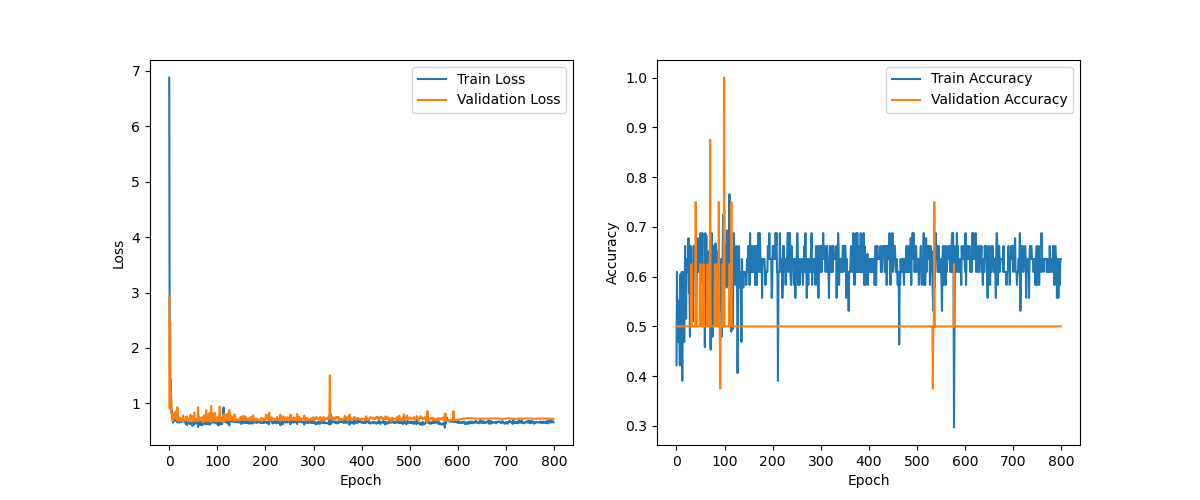 7
6
5
4
3
2
1
0 100 200 300 400 500 600 700 800
Epoch
Loss
Train Loss
Validation Loss
1.0
0.9
0.8
0.7
0.6
0.5
0.4
0.3
0 100 200 300 400 500 600 700 800
Epoch
Accuracy
Train Accuracy
Validation Accuracy